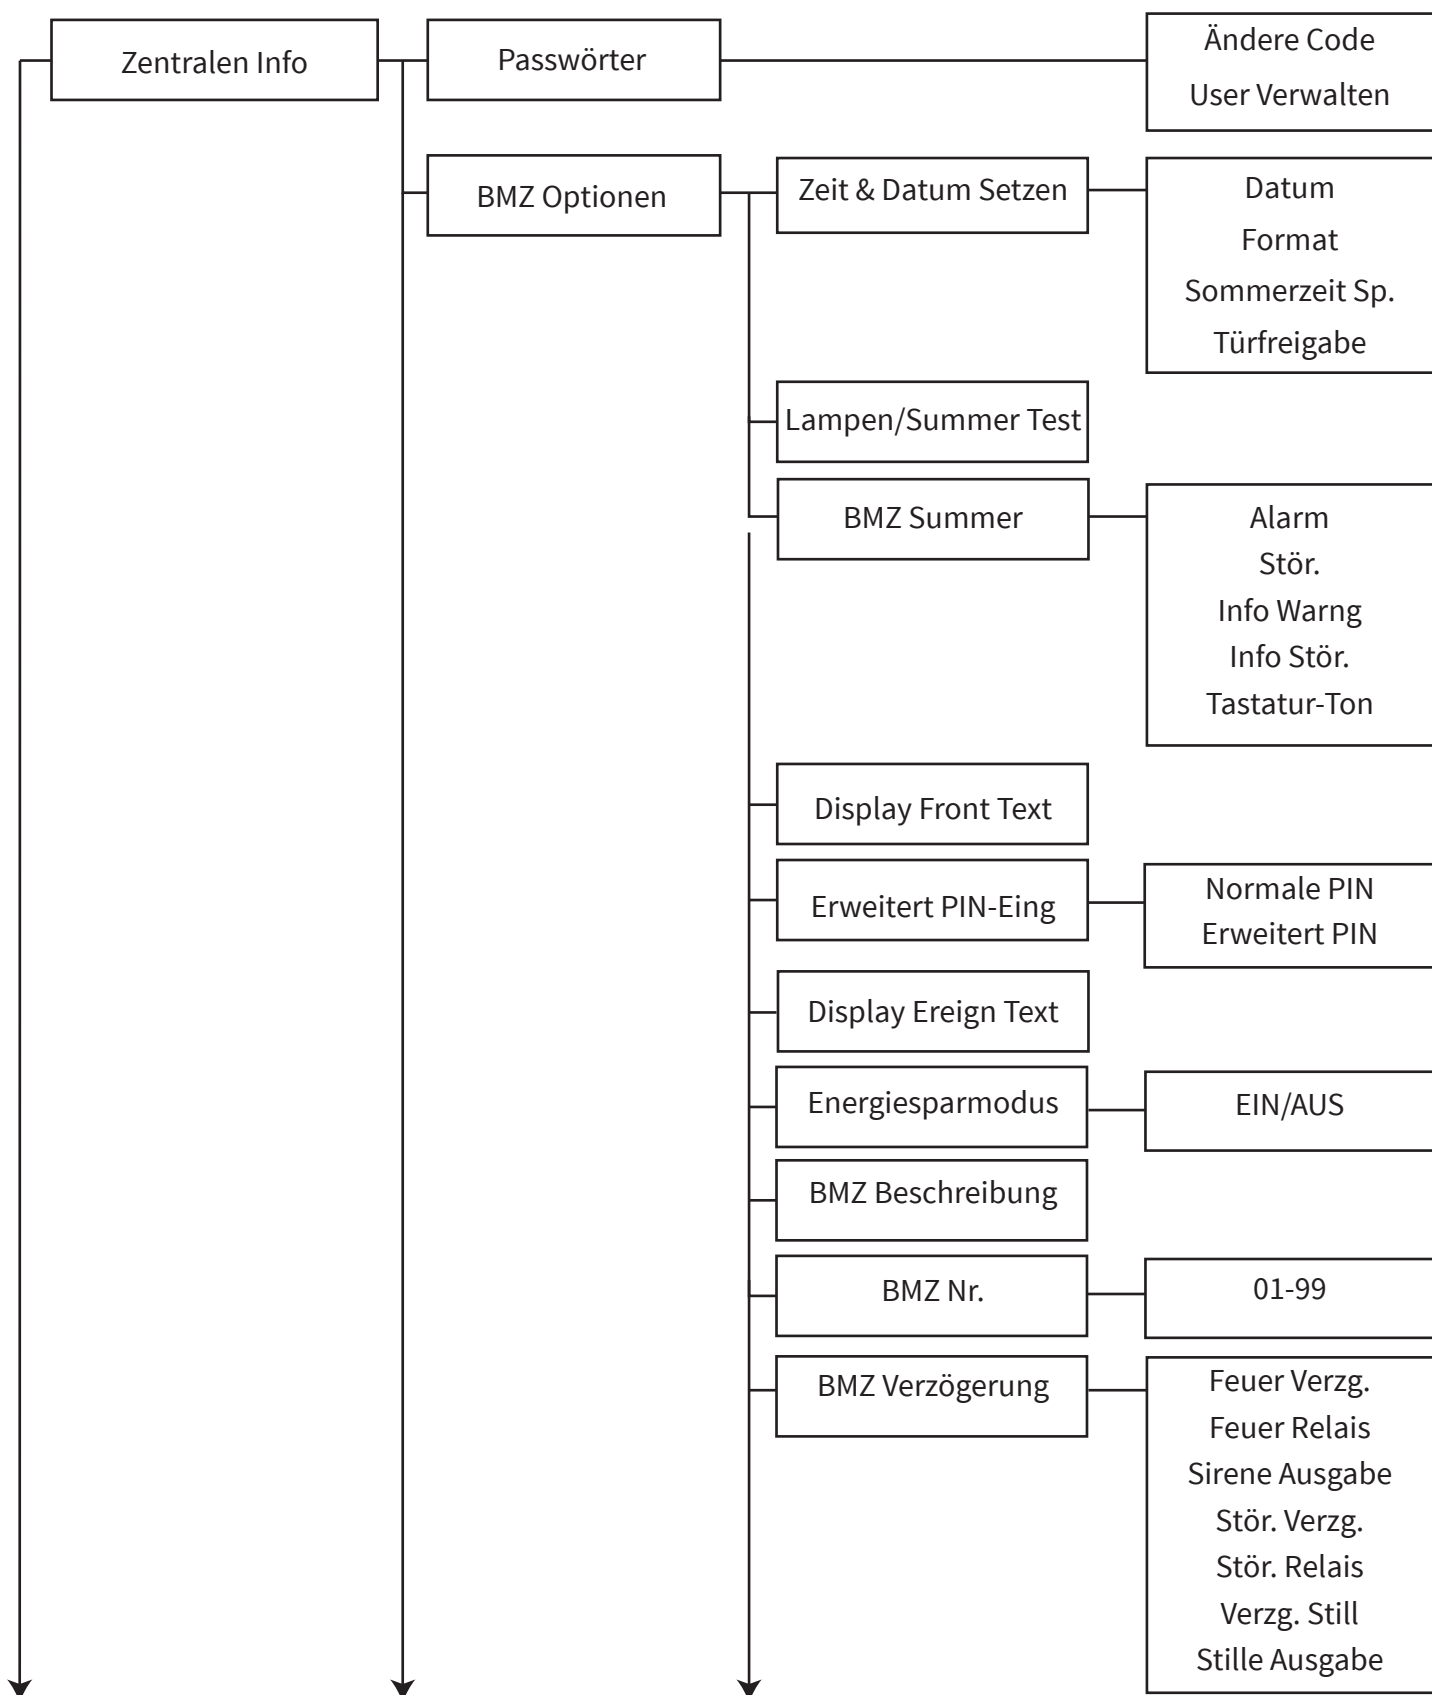 Zentralen Info
Passwörter
Ändere Code
User Verwalten
BMZ Optionen
Zeit & Datum Setzen
Datum
Format
Sommerzeit Sp.
Türfreigabe
Lampen/Summer Test
BMZ Summer
Alarm
Stör.
Info Warng
Info Stör.
Tastatur-Ton
Display Front Text
Erweitert PIN-Eing
Normale PIN
Erweitert PIN
Display Ereign Text
Energiesparmodus
EIN/AUS
BMZ Beschreibung
BMZ Nr.
01-99
BMZ Verzögerung
Feuer Verzg.
Feuer Relais
Sirene Ausgabe
Stör. Verzg.
Stör. Relais
Verzg. Still
Stille Ausgabe